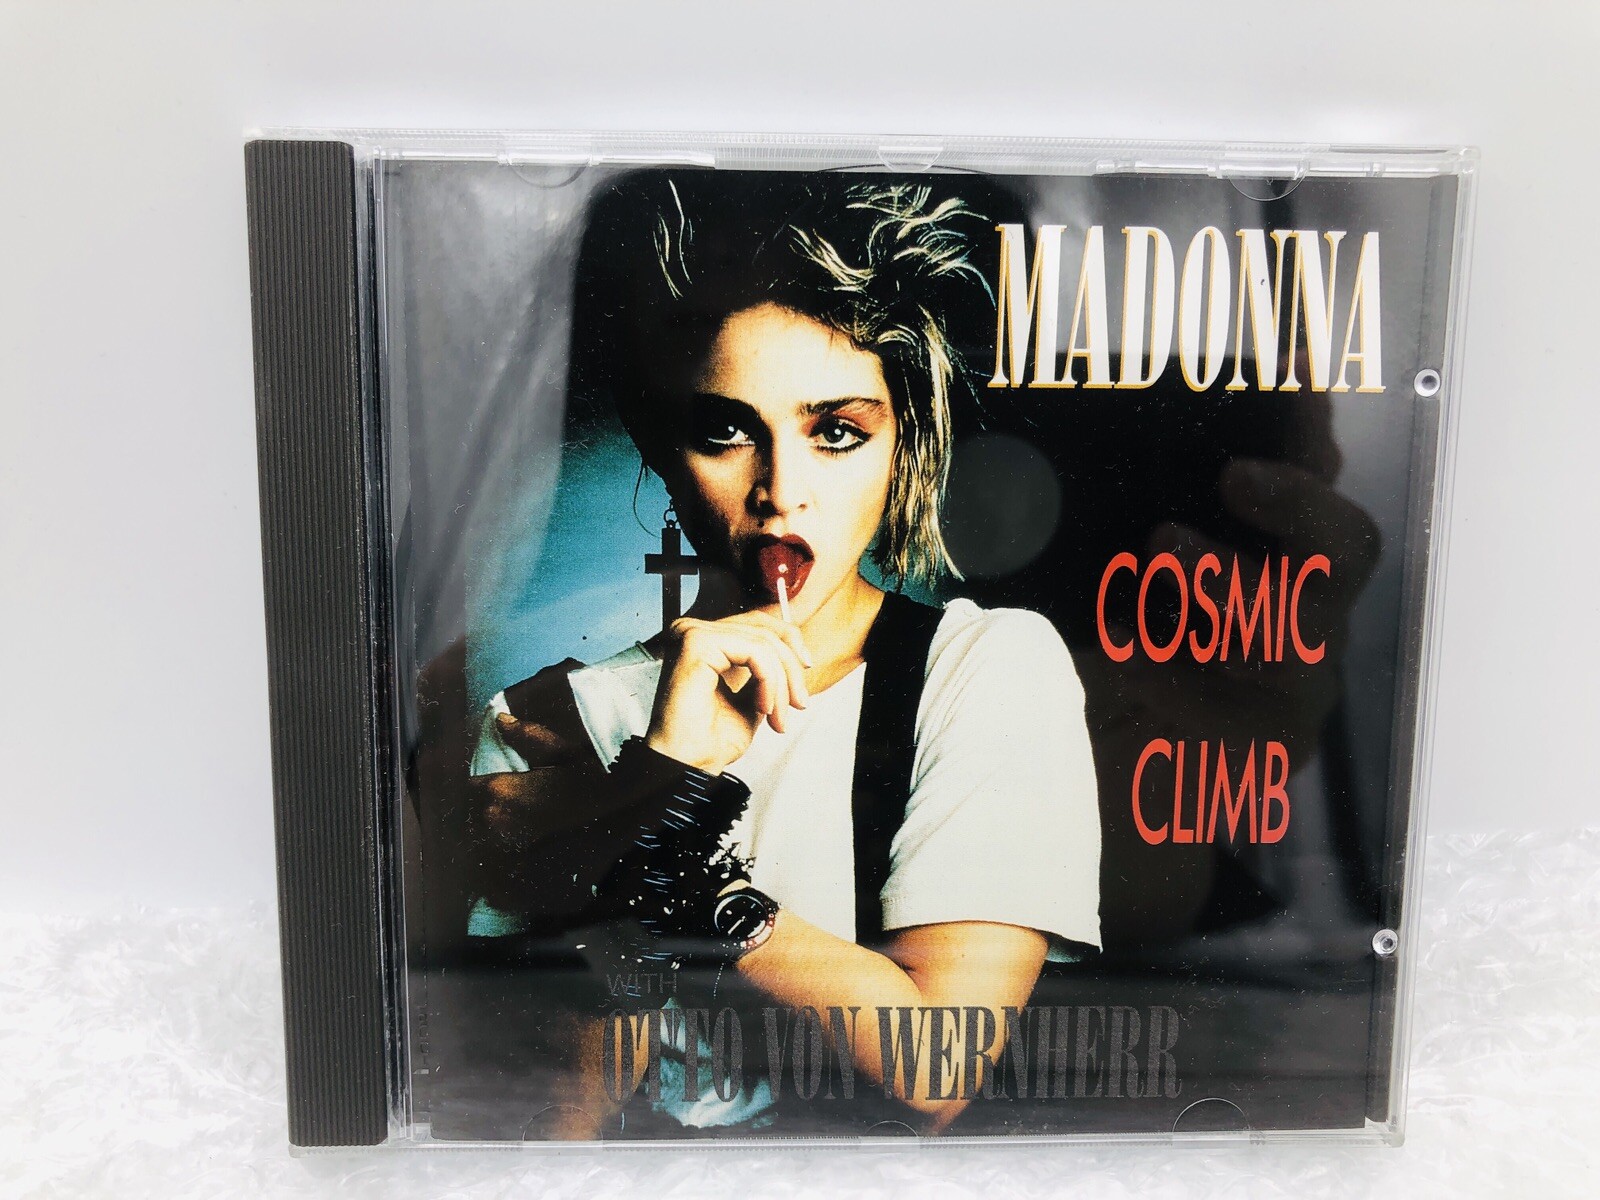 MADONNA
COSMIC
CLIMB
WITH
OTTO VON WERNHERR